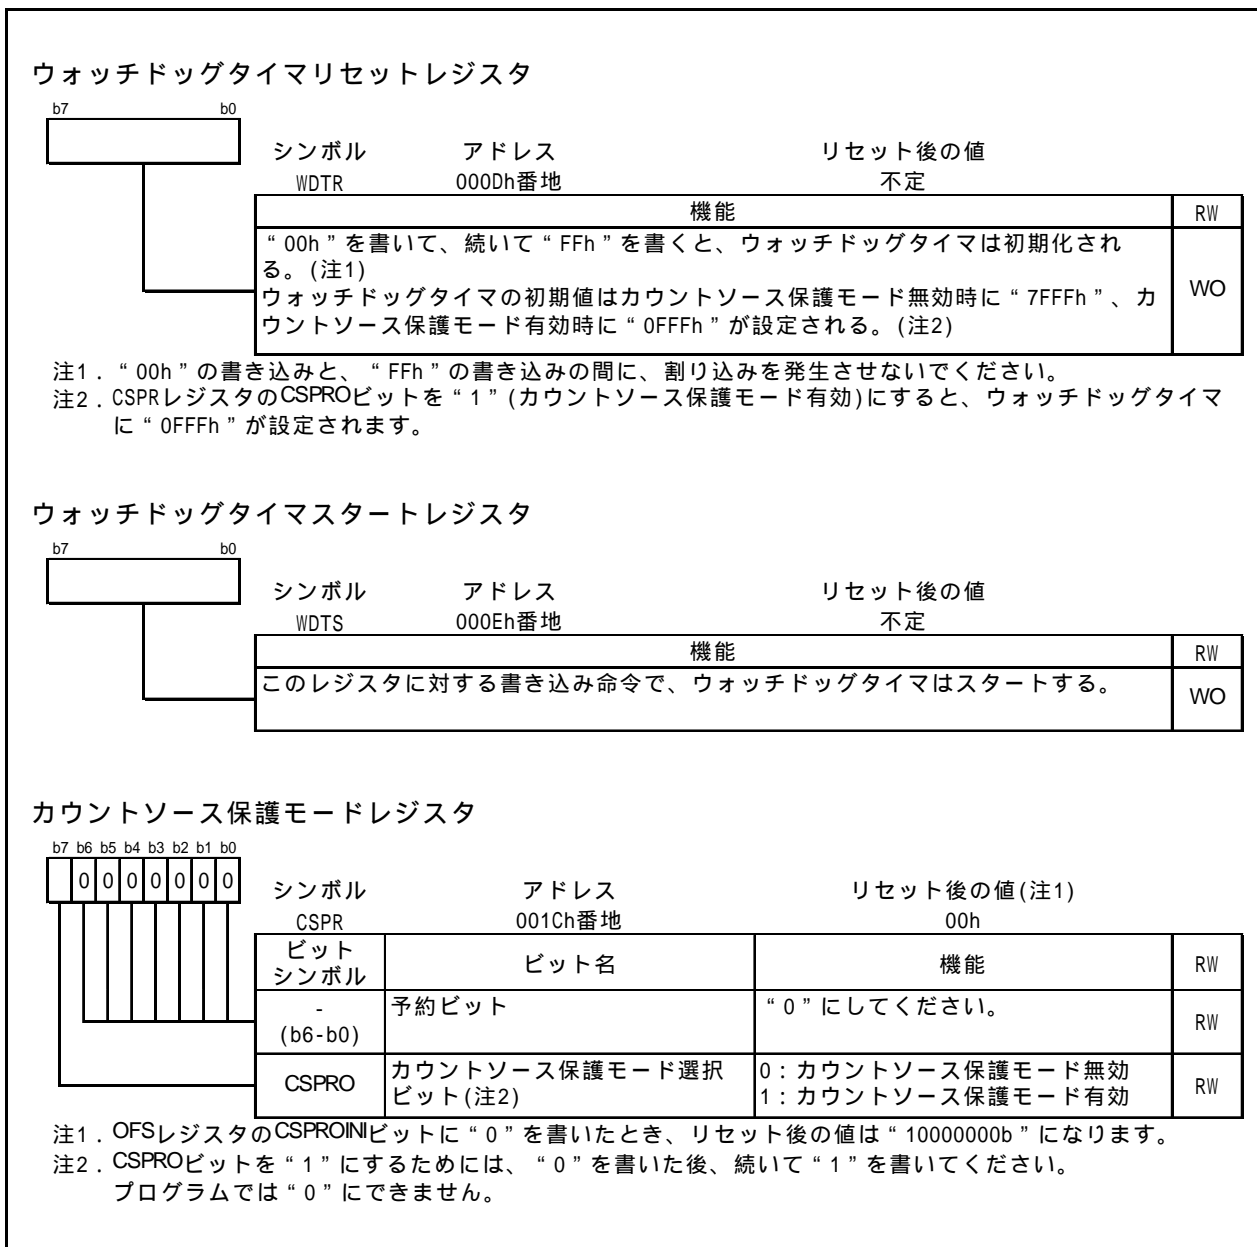 ウォッチドッグタイマリセットレジスタ
b7 b0
シンボル アドレス リセット後の値
WDTR 000Dh番地 不定
機能 RW
“00h”を書いて、続いて“FFh”を書くと、ウォッチドッグタイマは初期化され
る。(注1)
ウォッチドッグタイマの初期値はカウントソース保護モード無効時に“7FFFh”、カ
ウントソース保護モード有効時に“0FFFh”が設定される。(注2)
WO
注1．“00h”の書き込みと、“FFh”の書き込みの間に、割り込みを発生させないでください。
注2．CSPRレジスタのCSPROビットを“1”(カウントソース保護モード有効)にすると、ウォッチドッグタイマ
に“0FFFh”が設定されます。
ウォッチドッグタイマスタートレジスタ
b7 b0
シンボル アドレス リセット後の値
WDTS 000Eh番地 不定
機能 RW
このレジスタに対する書き込み命令で、ウォッチドッグタイマはスタートする。 WO
カウントソース保護モードレジスタ
b7 b6 b5 b4 b3 b2 b1 b0
0 0 0 0 0 0 0
シンボル アドレス リセット後の値(注1)
CSPR 001Ch番地 00h
ビット
シンボル
ビット名 機能 RW
-
(b6-b0)
予約ビット “0”にしてください。 RW
CSPRO
カウントソース保護モード選択
ビット(注2)
0：カウントソース保護モード無効
1：カウントソース保護モード有効
RW
注1．OFSレジスタのCSPROINIビットに“0”を書いたとき、リセット後の値は“10000000b”になります。
注2．CSPROビットを“1”にするためには、“0”を書いた後、続いて“1”を書いてください。
プログラムでは“0”にできません。